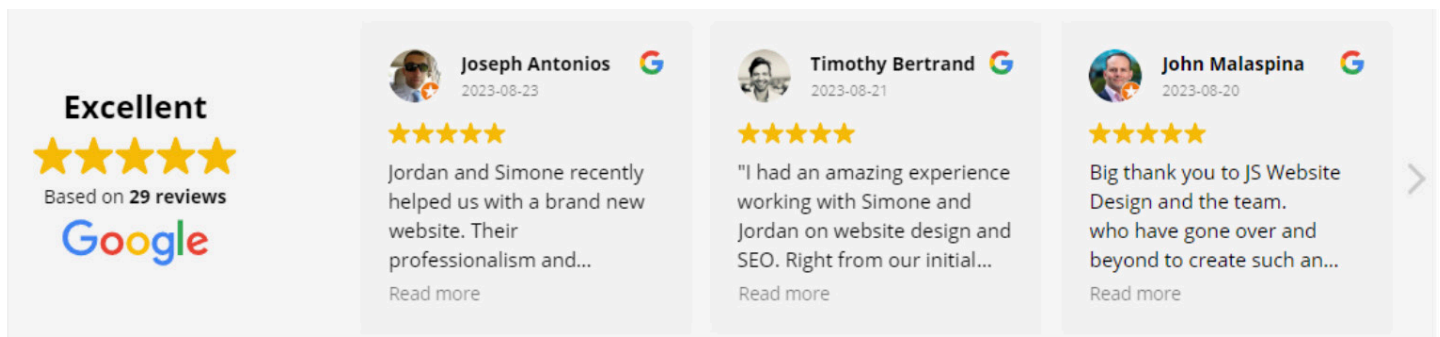 Excellent
Based on 29 reviews
Google
Joseph Antonios
2023-08-23
Jordan and Simone recently
helped us with a brand new
website. Their
professionalism and...
Read more
Timothy Bertrand
2023-08-21
"I had an amazing experience
working with Simone and
Jordan on website design and
SEO. Right from our initial...
Read more
John Malaspina
2023-08-20
Big thank you to JS Website
Design and the team.
who have gone over and
beyond to create such an...
Read more